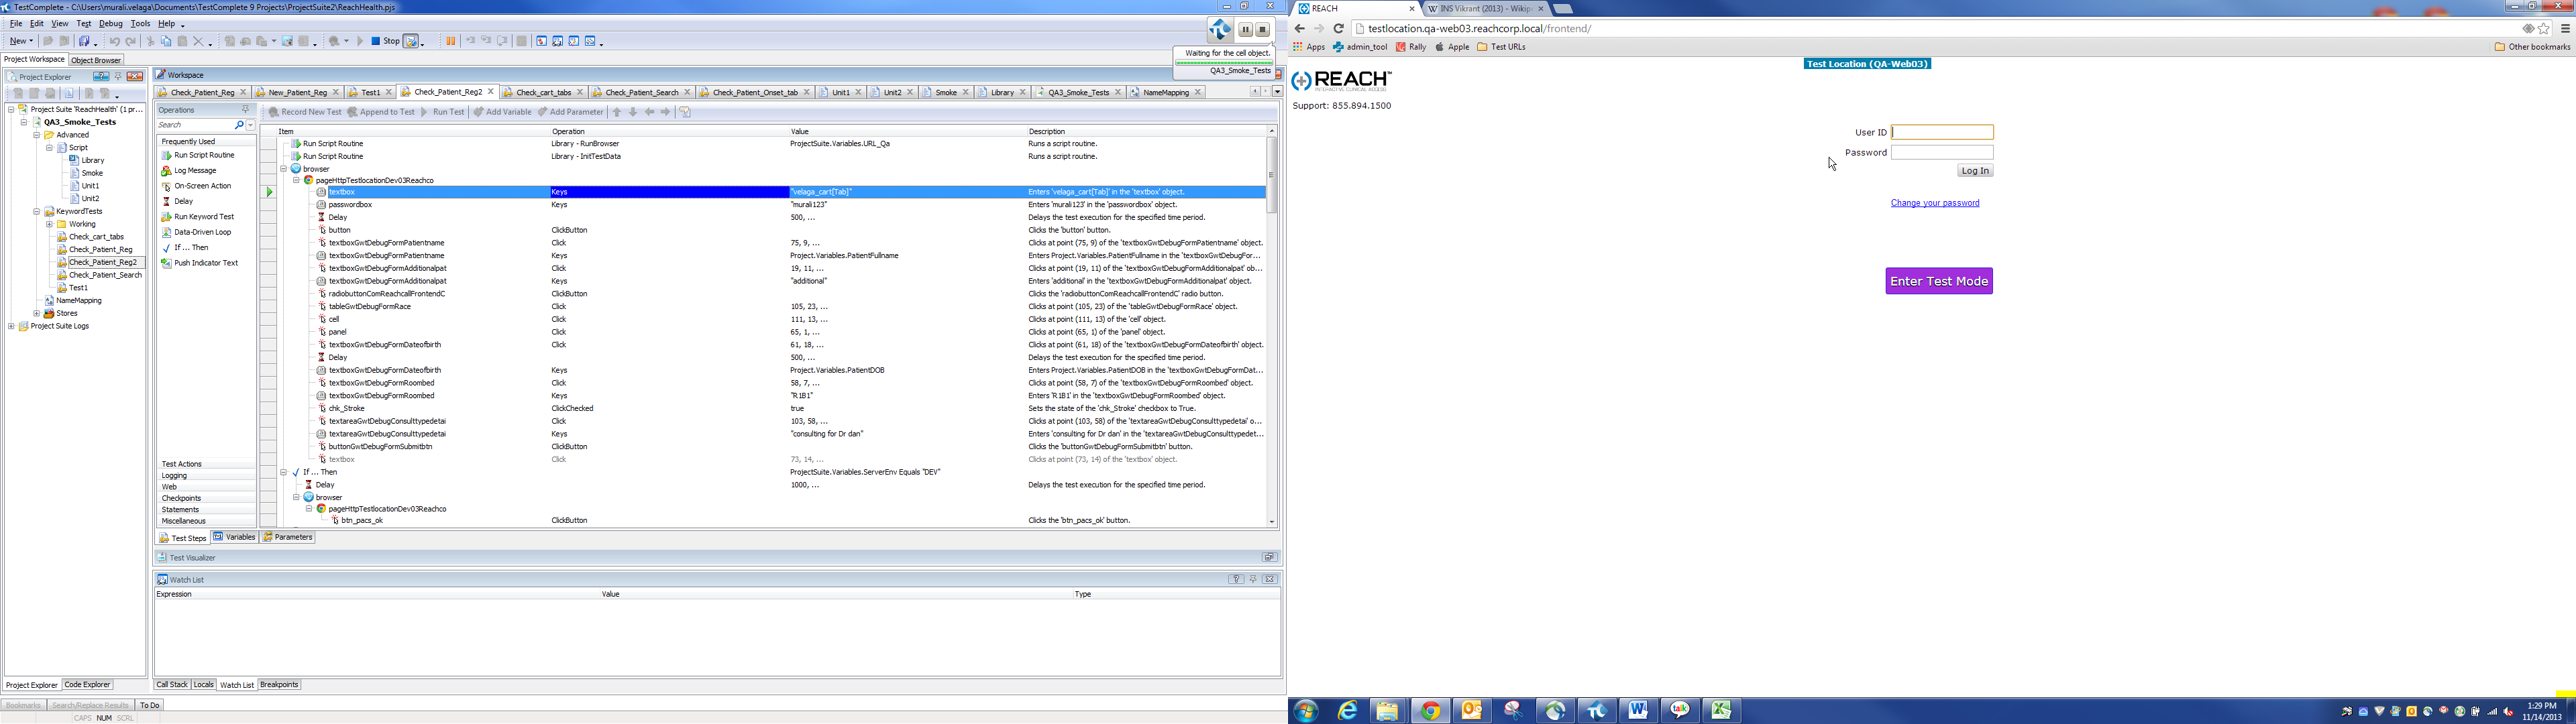 TestComplete - C:\Users\murali.velaga\Documents\TestComplete 9 Projects\ProjectSuite2\ReachHealth.pjs
File Edit View Test Debug Tools Help
New Stop
Waiting for the cell object.
QA3_Smoke_Tests
Project Workspace Object Browser
Project Explorer
Project Suite 'ReachHealth' (1 pr...
QA3_Smoke_Tests
Advanced
Script
Library
Smoke
Unit1
Unit2
KeywordTests
Working
Check_cart_tabs
Check_Patient_Reg
Check_Patient_Reg2
Check_Patient_Search
Test1
NameMapping
Stores
Project Suite Logs
Project Explorer Code Explorer
Workspace
Check_Patient_Reg New_Patient_Reg Test1 Check_Patient_Reg2 Check_cart_tabs Check_Patient_Search Check_Patient_Onset_tab Unit1 Unit2 Smoke Library QA3_Smoke_Tests NameMapping
Operations
Search
Frequently Used
Run Script Routine
Log Message
On-Screen Action
Delay
Run Keyword Test
Data-Driven Loop
If ... Then
Push Indicator Text
Test Actions
Logging
Web
Checkpoints
Statements
Miscellaneous
Record New Test Append to Test Run Test Add Variable Add Parameter
Item Operation Value Description
Run Script Routine Library - RunBrowser ProjectSuite.Variables.URL_Qa Runs a script routine.
Run Script Routine Library - InitTestData Runs a script routine.
browser
pageHttpTestlocationDev03Reachco
textbox Keys "velaga_cart[Tab]" Enters 'velaga_cart[Tab]' in the 'textbox' object.
passwordbox Keys "murali123" Enters 'murali123' in the 'passwordbox' object.
Delay 500, ... Delays the test execution for the specified time period.
button ClickButton Clicks the 'button' button.
textboxGwtDebugFormPatientname Click 75, 9, ... Clicks at point (75, 9) of the 'textboxGwtDebugFormPatientname' object.
textboxGwtDebugFormPatientname Keys Project.Variables.PatientFullname Enters Project.Variables.PatientFullname in the 'textboxGwtDebugFor...
textboxGwtDebugFormAdditionalpat Click 19, 11, ... Clicks at point (19, 11) of the 'textboxGwtDebugFormAdditionalpat' ob...
textboxGwtDebugFormAdditionalpat Keys "additional" Enters 'additional' in the 'textboxGwtDebugFormAdditionalpat' object.
radiobuttonComReachcallFrontendC ClickButton Clicks the 'radiobuttonComReachcallFrontendC' radio button.
tableGwtDebugFormRace Click 105, 23, ... Clicks at point (105, 23) of the 'tableGwtDebugFormRace' object.
cell Click 111, 13, ... Clicks at point (111, 13) of the 'cell' object.
panel Click 65, 1, ... Clicks at point (65, 1) of the 'panel' object.
textboxGwtDebugFormDateofbirth Click 61, 18, ... Clicks at point (61, 18) of the 'textboxGwtDebugFormDateofbirth' object.
Delay 500, ... Delays the test execution for the specified time period.
textboxGwtDebugFormDateofbirth Keys Project.Variables.PatientDOB Enters Project.Variables.PatientDOB in the 'textboxGwtDebugFormDat...
textboxGwtDebugFormRoombed Click 58, 7, ... Clicks at point (58, 7) of the 'textboxGwtDebugFormRoombed' object.
textboxGwtDebugFormRoombed Keys "R1B1" Enters 'R1B1' in the 'textboxGwtDebugFormRoombed' object.
chk_Stroke ClickChecked true Sets the state of the 'chk_Stroke' checkbox to True.
textareaGwtDebugConsulttypedetai Click 103, 58, ... Clicks at point (103, 58) of the 'textareaGwtDebugConsulttypedetai' o...
textareaGwtDebugConsulttypedetai Keys "consulting for Dr dan" Enters 'consulting for Dr dan' in the 'textareaGwtDebugConsulttypedet...
buttonGwtDebugFormSubmitbtn ClickButton Clicks the 'buttonGwtDebugFormSubmitbtn' button.
textbox Click 73, 14, ... Clicks at point (73, 14) of the 'textbox' object.
If ... Then ProjectSuite.Variables.ServerEnv Equals "DEV"
Delay 1000, ... Delays the test execution for the specified time period.
browser
pageHttpTestlocationDev03Reachco
btn_pacs_ok ClickButton Clicks the 'btn_pacs_ok' button.
Test Steps Variables Parameters
Test Visualizer
Watch List
Expression Value Type
Call Stack Locals Watch List Breakpoints
Bookmarks Search/Replace Results To Do
CAPS NUM SCRL
REACH INS Vikrant (2013) - Wikip
testlocation.qa-web03.reachcorp.local/frontend/
Apps admin_tool Rally Apple Test URLs Other bookmarks
Test Location (QA-Web03)
REACH™
INTERACTIVE CLINICAL ACCESS
Support: 855.894.1500
User ID
Password
Log In
Change your password
Enter Test Mode
talk
1:29 PM
11/14/2013